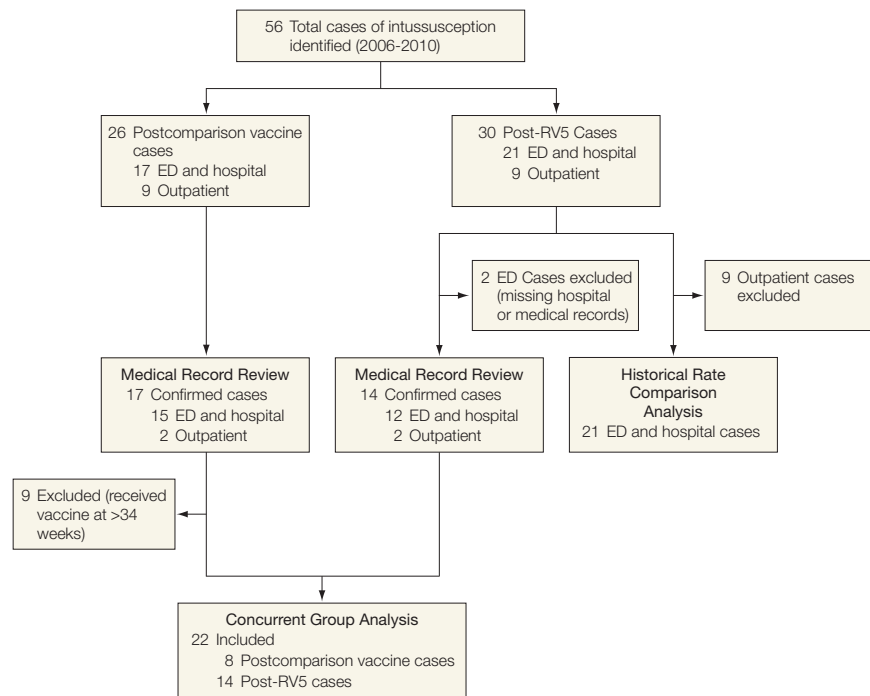 56 Total cases of intussusception
identified (2006-2010)
26 Postcomparison vaccine
cases
17 ED and hospital
9 Outpatient
30 Post-RV5 Cases
21 ED and hospital
9 Outpatient
2 ED Cases excluded
(missing hospital
or medical records)
9 Outpatient cases
excluded
Medical Record Review
17 Confirmed cases
15 ED and hospital
2 Outpatient
Medical Record Review
14 Confirmed cases
12 ED and hospital
2 Outpatient
Historical Rate
Comparison
Analysis
21 ED and hospital cases
9 Excluded (received
vaccine at >34
weeks)
Concurrent Group Analysis
22 Included
8 Postcomparison vaccine cases
14 Post-RV5 cases